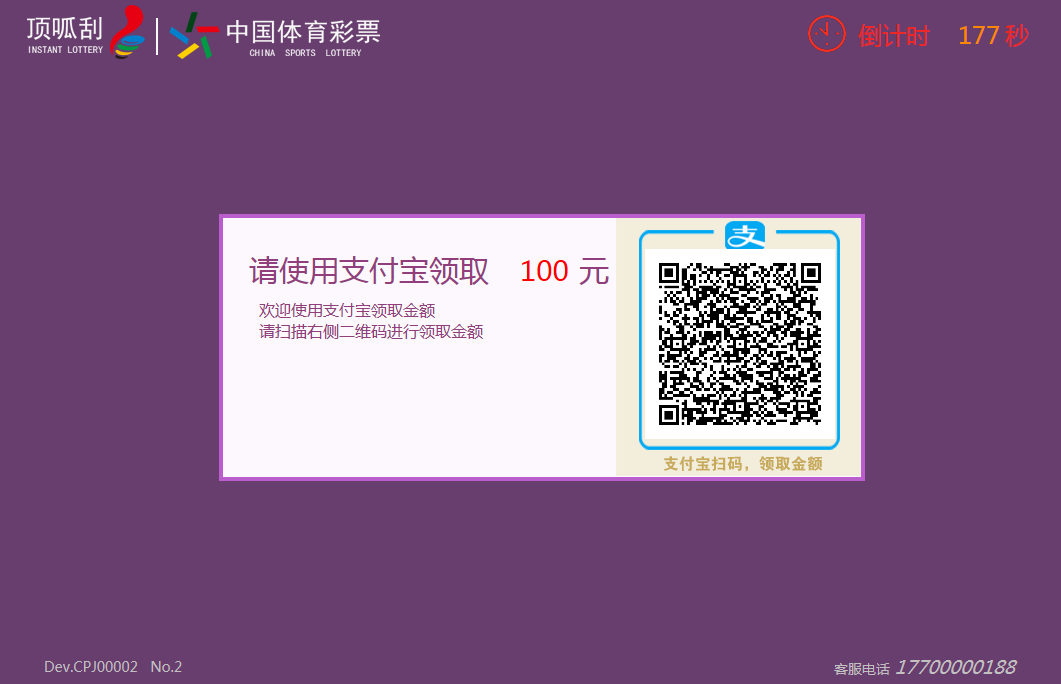 顶呱刮
INSTANT LOTTERY
中国体育彩票
CHINA SPORTS LOTTERY
倒计时 177 秒
请使用支付宝领取 100 元
欢迎使用支付宝领取金额
请扫描右侧二维码进行领取金额
支
支付宝扫码，领取金额
Dev.CPJ00002 No.2
客服电话 17700000188